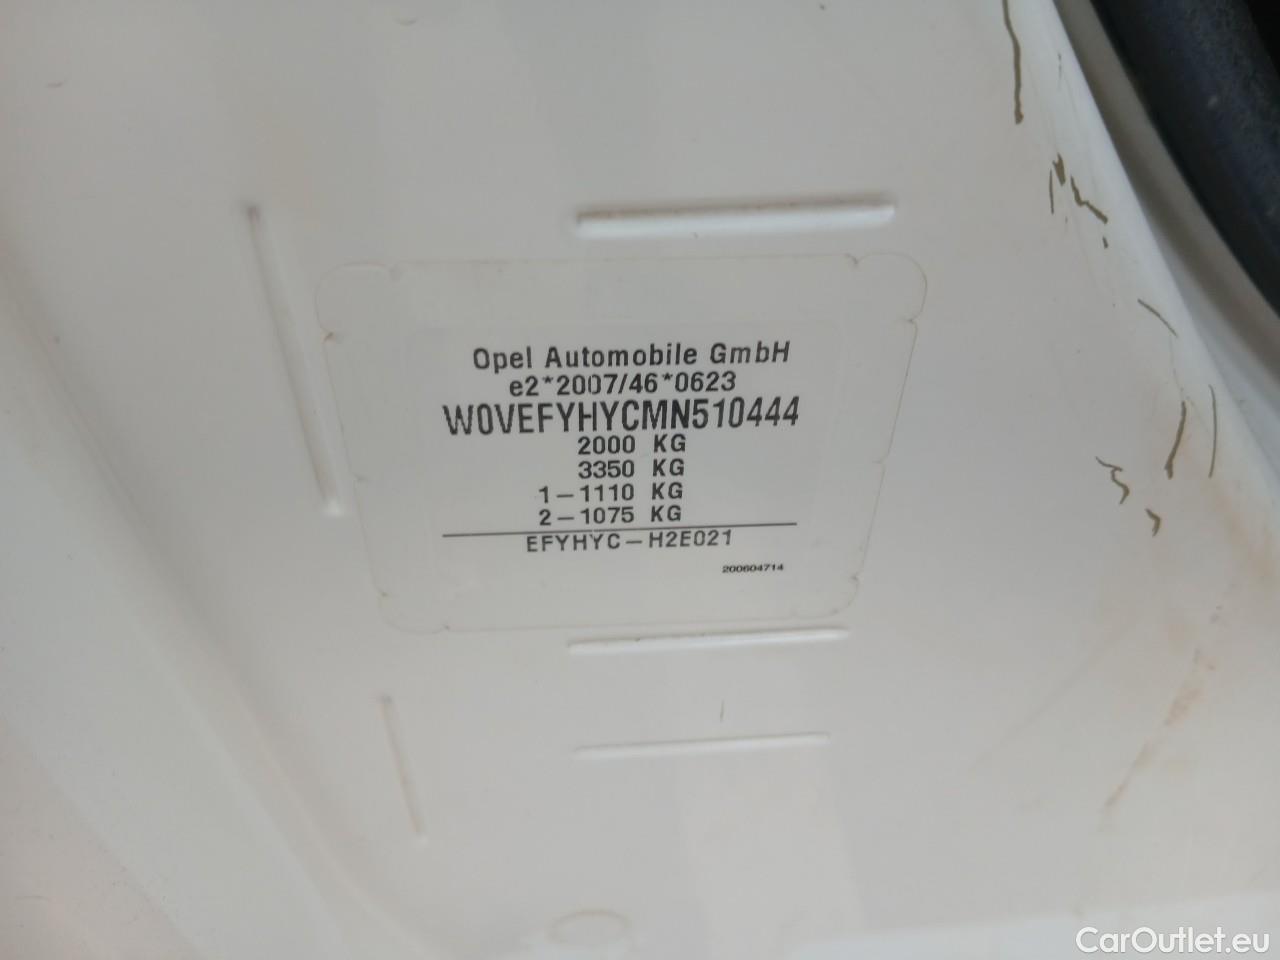 Opel Automobile GmbH
e2*2007/46*0623
W0VEFYHYCMN510444
2000 KG
3350 KG
1-1110 KG
2-1075 KG
EFYHYC-H2E021
200604714
CarOutlet.eu